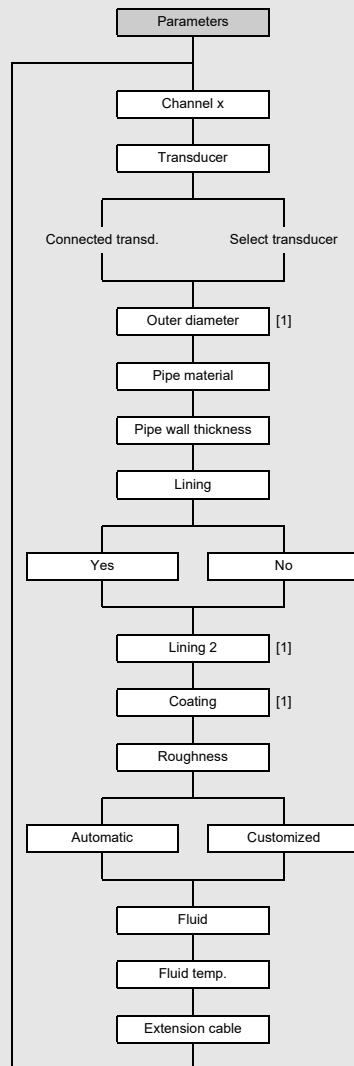 Parameters
Channel x
Transducer
Connected transd. Select transducer
Outer diameter [1]
Pipe material
Pipe wall thickness
Lining
Yes No
Lining 2 [1]
Coating [1]
Roughness
Automatic Customized
Fluid
Fluid temp.
Extension cable